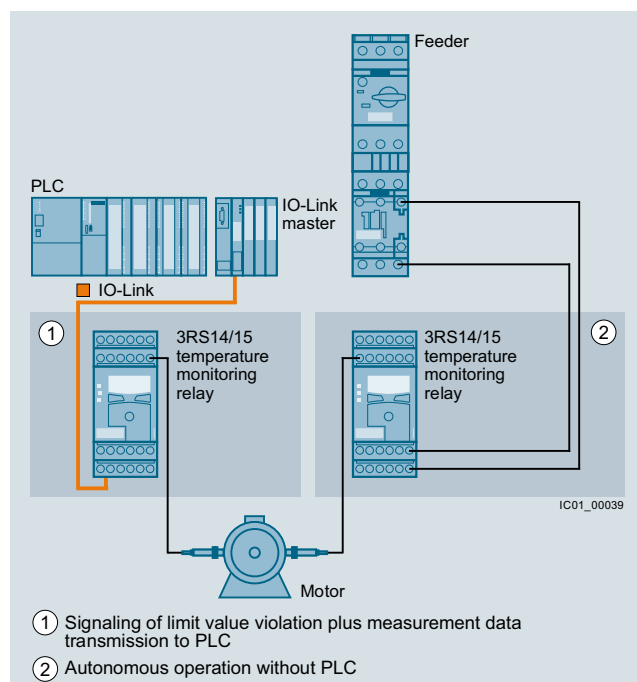 Feeder
PLC
IO-Link
master
IO-Link
1
3RS14/15
temperature
monitoring
relay
3RS14/15
temperature
monitoring
relay
2
IC01_00039
Motor
1 Signaling of limit value violation plus measurement data
transmission to PLC
2 Autonomous operation without PLC